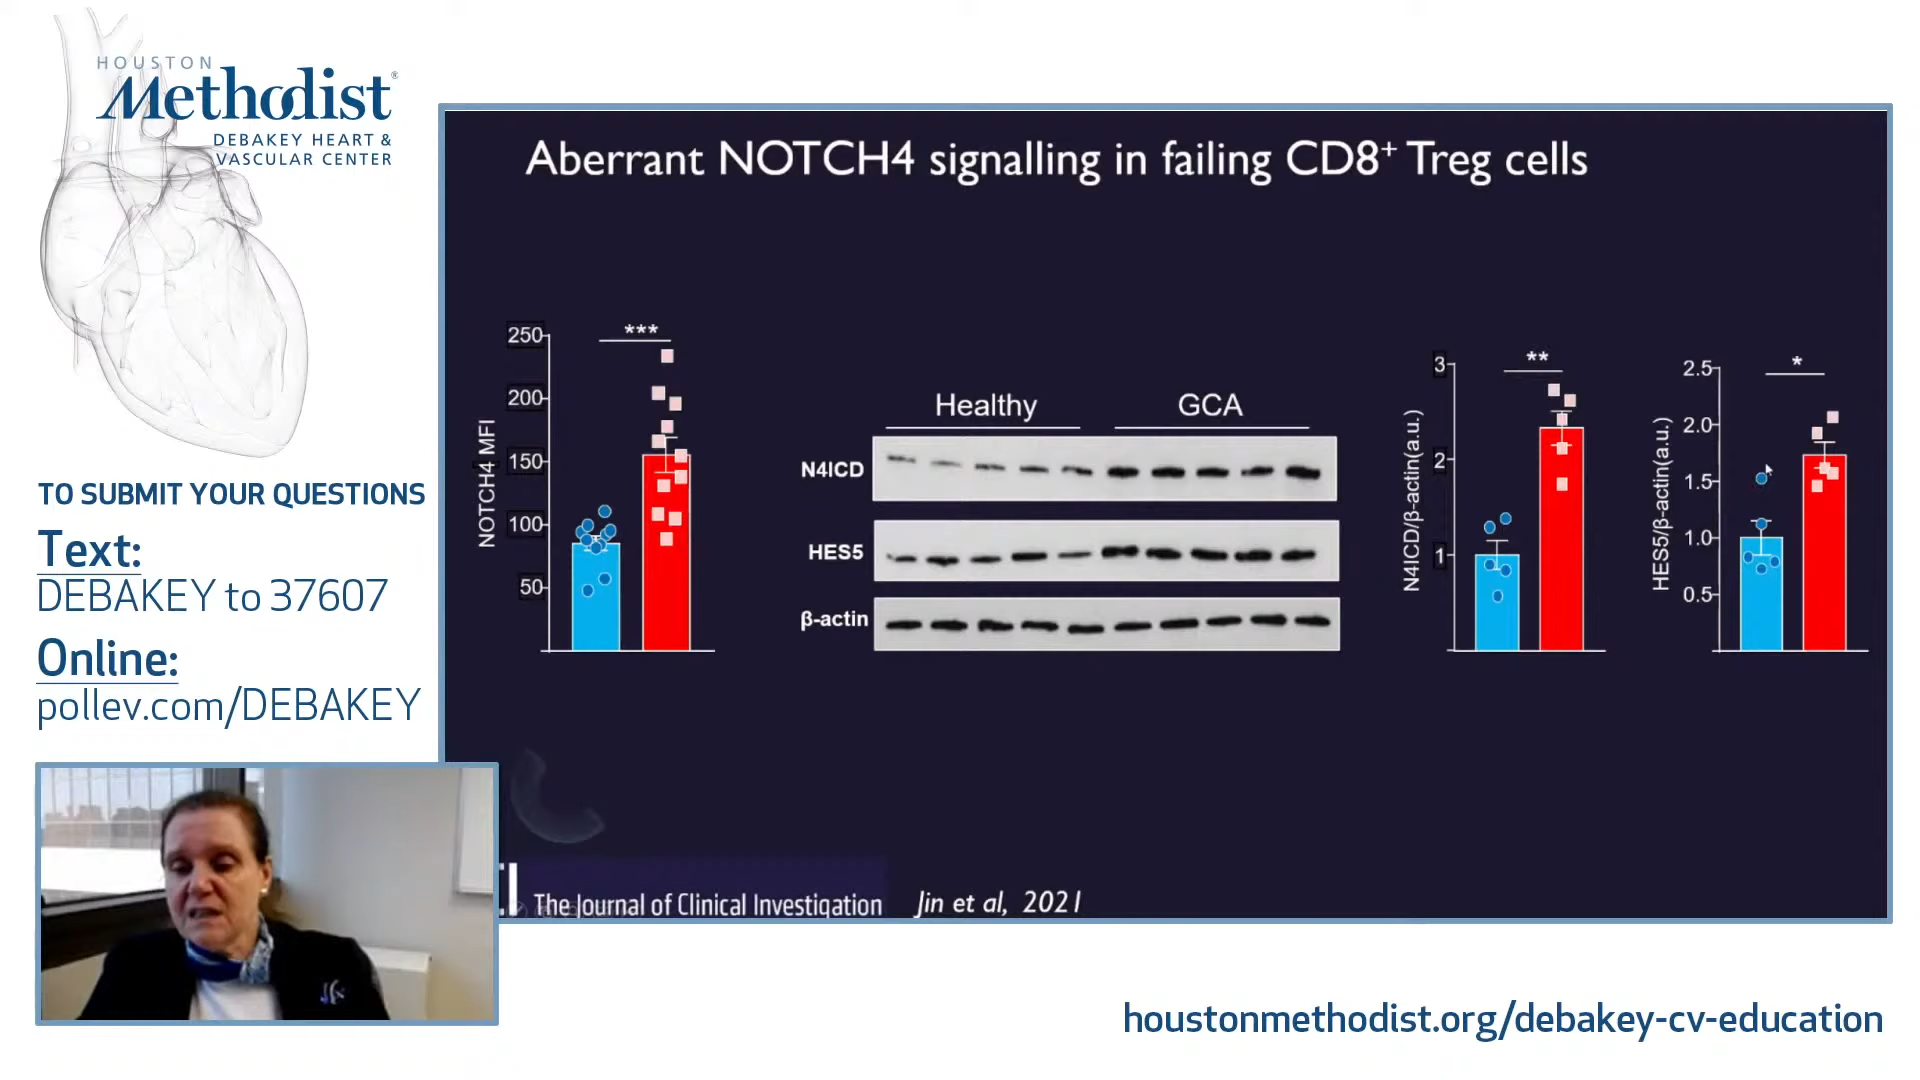 HOUSTON
Methodist®
DEBAKEY HEART &
VASCULAR CENTER
TO SUBMIT YOUR QUESTIONS
Text:
DEBAKEY to 37607
Online:
pollev.com/DEBAKEY
Aberrant NOTCH4 signalling in failing CD8+ Treg cells
NOTCH4 MFI
250
200
150
100
50
***
Healthy
GCA
N4ICD
HES5
β-actin
N4ICD/β-actin(a.u.)
3
2
1
**
HES5/β-actin(a.u.)
2.5
2.0
1.5
1.0
0.5
*
The Journal of Clinical Investigation
Jin et al, 2021
houstonmethodist.org/debakey-cv-education